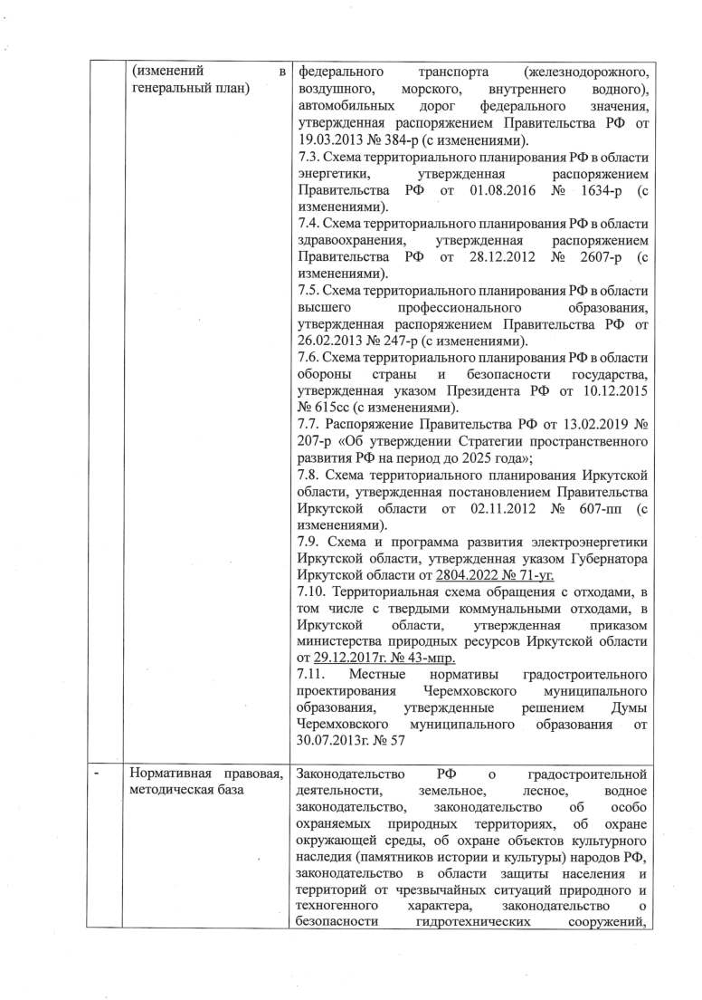 (изменений в
генеральный план)
федерального транспорта (железнодорожного,
воздушного, морского, внутреннего водного),
автомобильных дорог федерального значения,
утвержденная распоряжением Правительства РФ от
19.03.2013 № 384-р (с изменениями).
7.3. Схема территориального планирования РФ в области
энергетики, утвержденная распоряжением
Правительства РФ от 01.08.2016 № 1634-р (с
изменениями).
7.4. Схема территориального планирования РФ в области
здравоохранения, утвержденная распоряжением
Правительства РФ от 28.12.2012 № 2607-р (с
изменениями).
7.5. Схема территориального планирования РФ в области
высшего профессионального образования,
утвержденная распоряжением Правительства РФ от
26.02.2013 № 247-р (с изменениями).
7.6. Схема территориального планирования РФ в области
обороны страны и безопасности государства,
утвержденная указом Президента РФ от 10.12.2015
№ 615сс (с изменениями).
7.7. Распоряжение Правительства РФ от 13.02.2019 №
207-р «Об утверждении Стратегии пространственного
развития РФ на период до 2025 года»;
7.8. Схема территориального планирования Иркутской
области, утвержденная постановлением Правительства
Иркутской области от 02.11.2012 № 607-пп (с
изменениями).
7.9. Схема и программа развития электроэнергетики
Иркутской области, утвержденная указом Губернатора
Иркутской области от 2804.2022 № 71-уг.
7.10. Территориальная схема обращения с отходами, в
том числе с твердыми коммунальными отходами, в
Иркутской области, утвержденная приказом
министерства природных ресурсов Иркутской области
от 29.12.2017г. № 43-мпр.
7.11. Местные нормативы градостроительного
проектирования Черемховского муниципального
образования, утвержденные решением Думы
Черемховского муниципального образования от
30.07.2013г. № 57
-
Нормативная правовая,
методическая база
Законодательство РФ о градостроительной
деятельности, земельное, лесное, водное
законодательство, законодательство об особо
охраняемых природных территориях, об охране
окружающей среды, об охране объектов культурного
наследия (памятников истории и культуры) народов РФ,
законодательство в области защиты населения и
территорий от чрезвычайных ситуаций природного и
техногенного характера, законодательство о
безопасности гидротехнических сооружений,